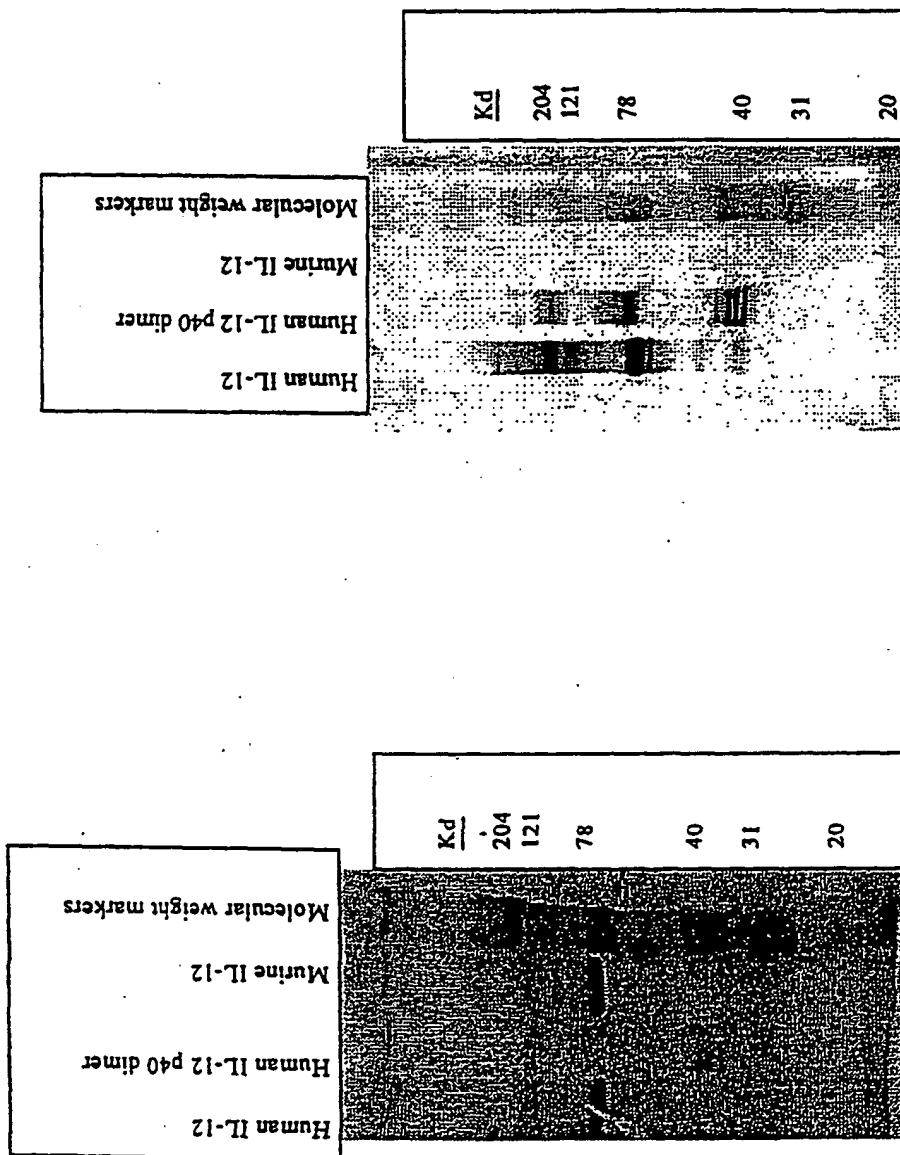 Kd
204
121
78
40
31
20
Molecular weight markers
Murine IL-12
Human IL-12 p40 dimer
Human IL-12
Kd
204
121
78
40
31
20
Molecular weight markers
Murine IL-12
Human IL-12 p40 dimer
Human IL-12